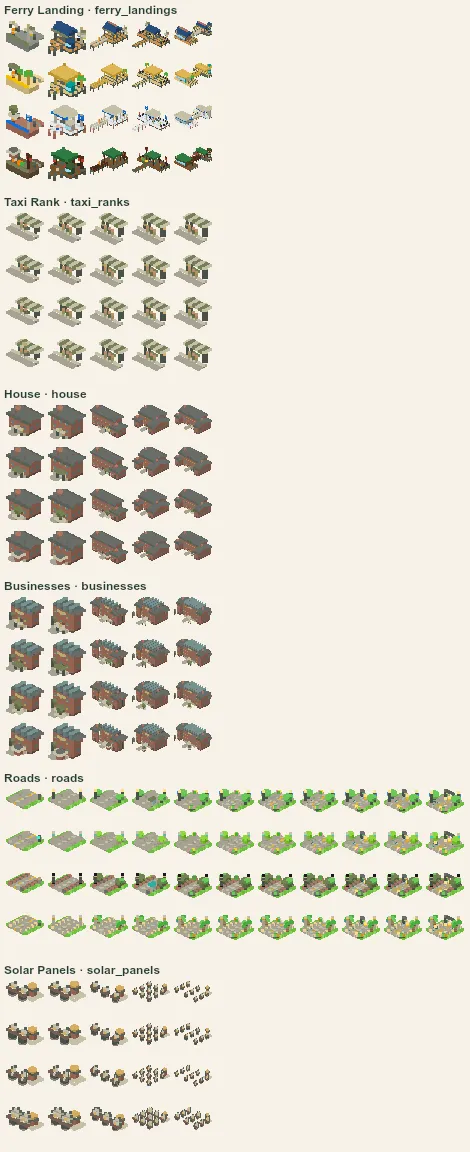 Ferry Landing · ferry_landings
Taxi Rank · taxi_ranks
House · house
Businesses · businesses
Roads · roads
Solar Panels · solar_panels